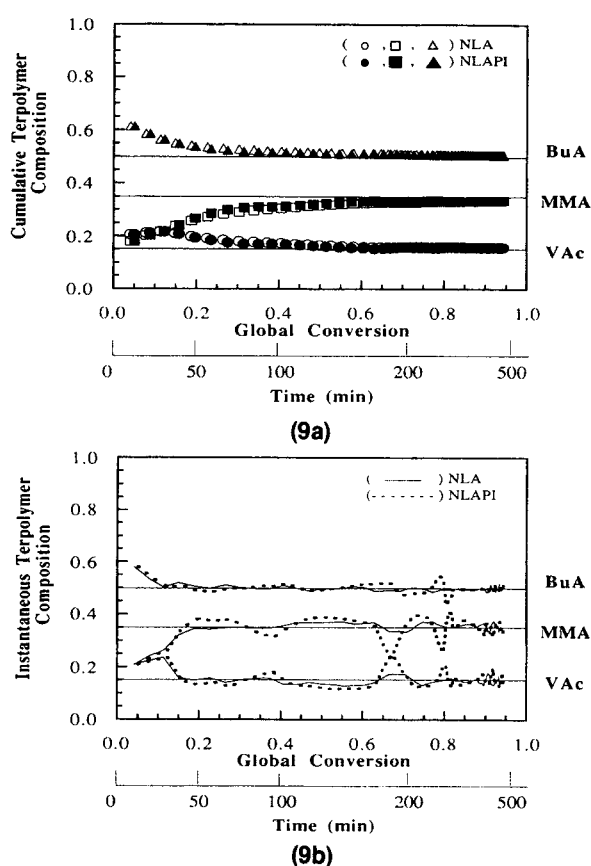 ( ○ , □ , △ ) NLA
( ● , ■ , ▲ ) NLAPI
Cumulative Terpolymer
Composition
1.0
0.8
0.6
0.4
0.2
0.0
BuA
MMA
VAc
0.0 0.2 0.4 0.6 0.8 1.0
Global Conversion
0 50 100 200 500
Time (min)
(9a)
( —— ) NLA
( ----- ) NLAPI
Instantaneous Terpolymer
Composition
1.0
0.8
0.6
0.4
0.2
0.0
BuA
MMA
VAc
0.0 0.2 0.4 0.6 0.8 1.0
Global Conversion
0 50 100 200 500
Time (min)
(9b)